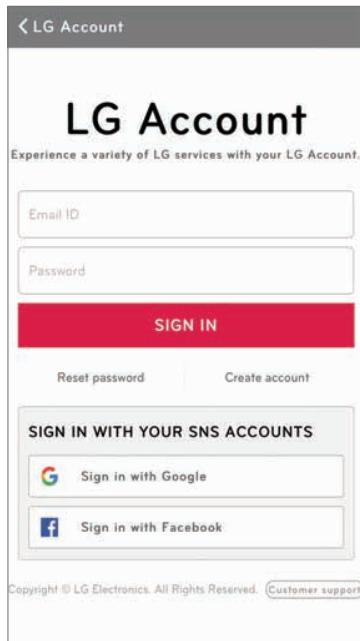 LG Account
LG Account
Experience a variety of LG services with your LG Account.
Email ID
Password
SIGN IN
Reset password Create account
SIGN IN WITH YOUR SNS ACCOUNTS
Sign in with Google
Sign in with Facebook
Copyright © LG Electronics. All Rights Reserved. Customer support